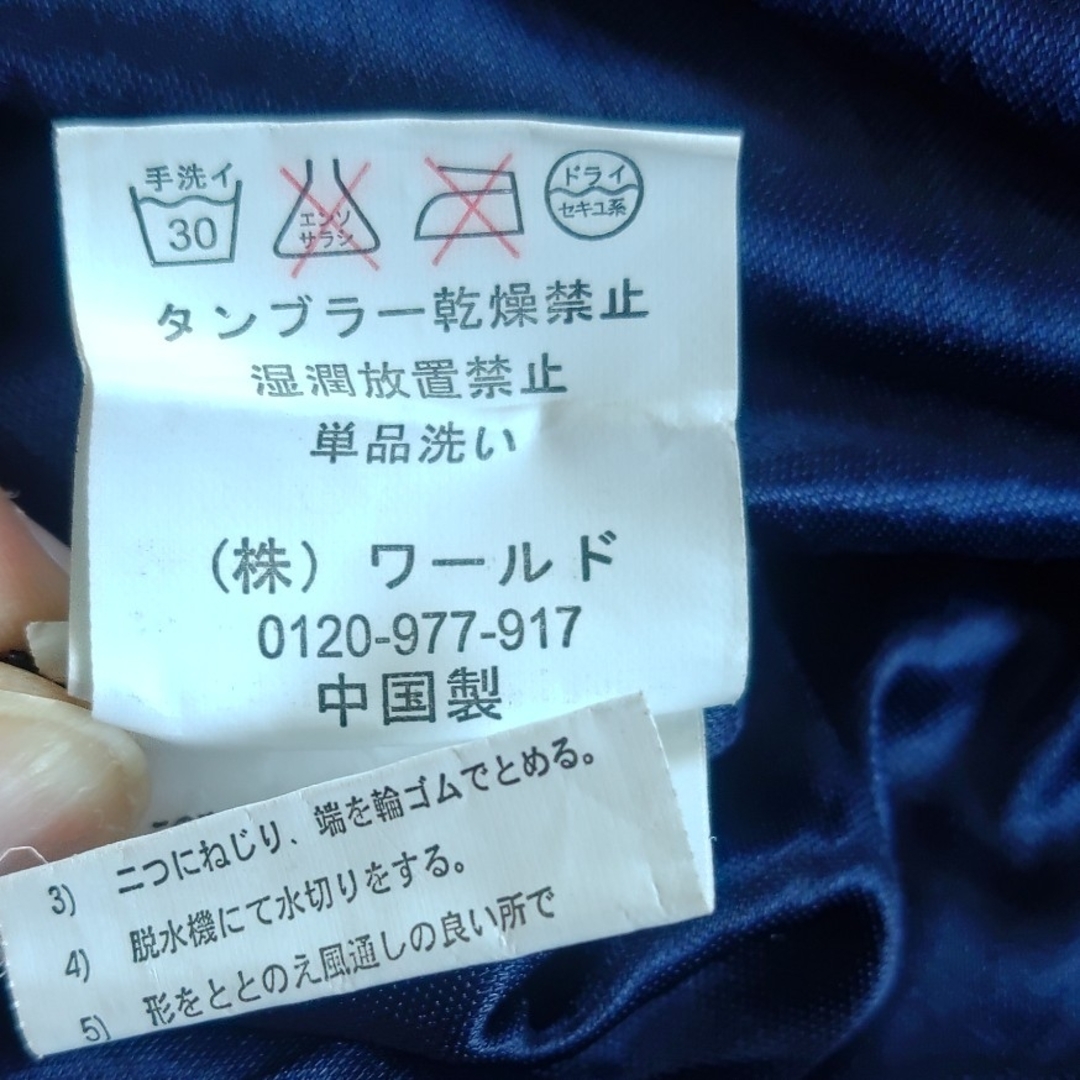 手洗イ
30
エンソ
サラシ
ドライ
セキユ系
タンブラー乾燥禁止
湿潤放置禁止
単品洗い
(株) ワールド
0120-977-917
中国製
3) 二つにねじり、端を輪ゴムでとめる。
4) 脱水機にて水切りをする。
5) 形をととのえ風通しの良い所で